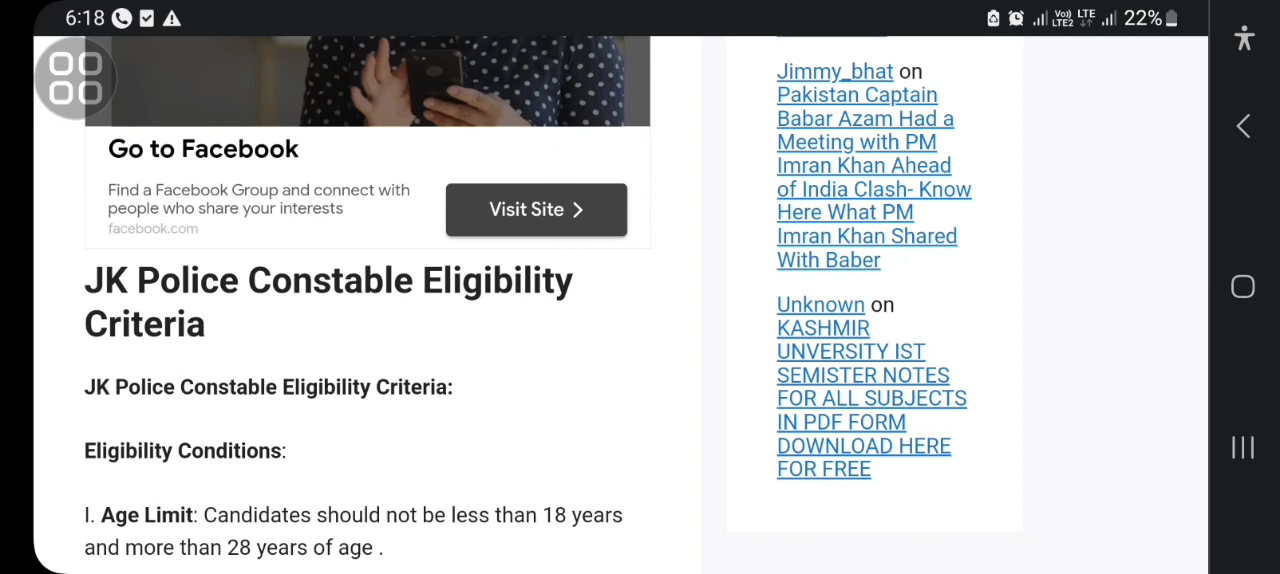 6:18
Vo)) LTE
LTE2
22%
Go to Facebook
Find a Facebook Group and connect with
people who share your interests
facebook.com
Visit Site
JK Police Constable Eligibility
Criteria
JK Police Constable Eligibility Criteria:
Eligibility Conditions:
I. Age Limit: Candidates should not be less than 18 years
and more than 28 years of age .
Jimmy_bhat on
Pakistan Captain
Babar Azam Had a
Meeting with PM
Imran Khan Ahead
of India Clash- Know
Here What PM
Imran Khan Shared
With Baber
Unknown on
KASHMIR
UNVERSITY IST
SEMISTER NOTES
FOR ALL SUBJECTS
IN PDF FORM
DOWNLOAD HERE
FOR FREE